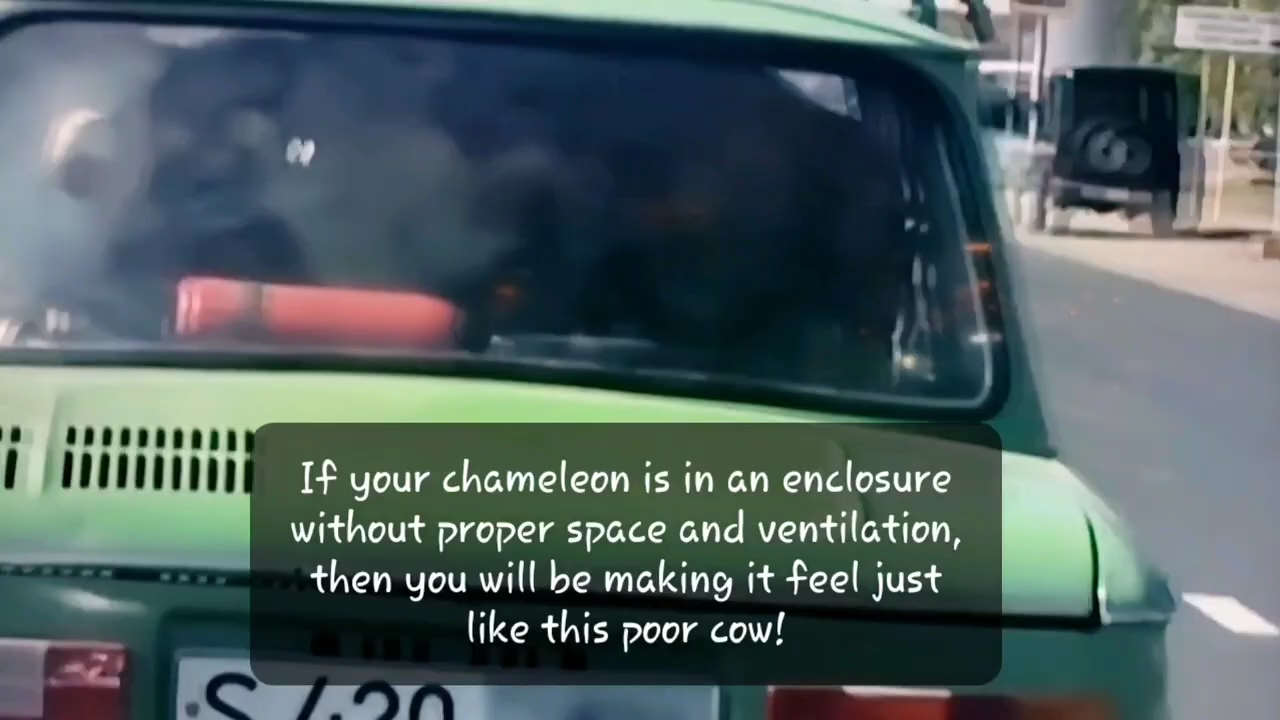 If your chameleon is in an enclosure
without proper space and ventilation,
then you will be making it feel just
like this poor cow!